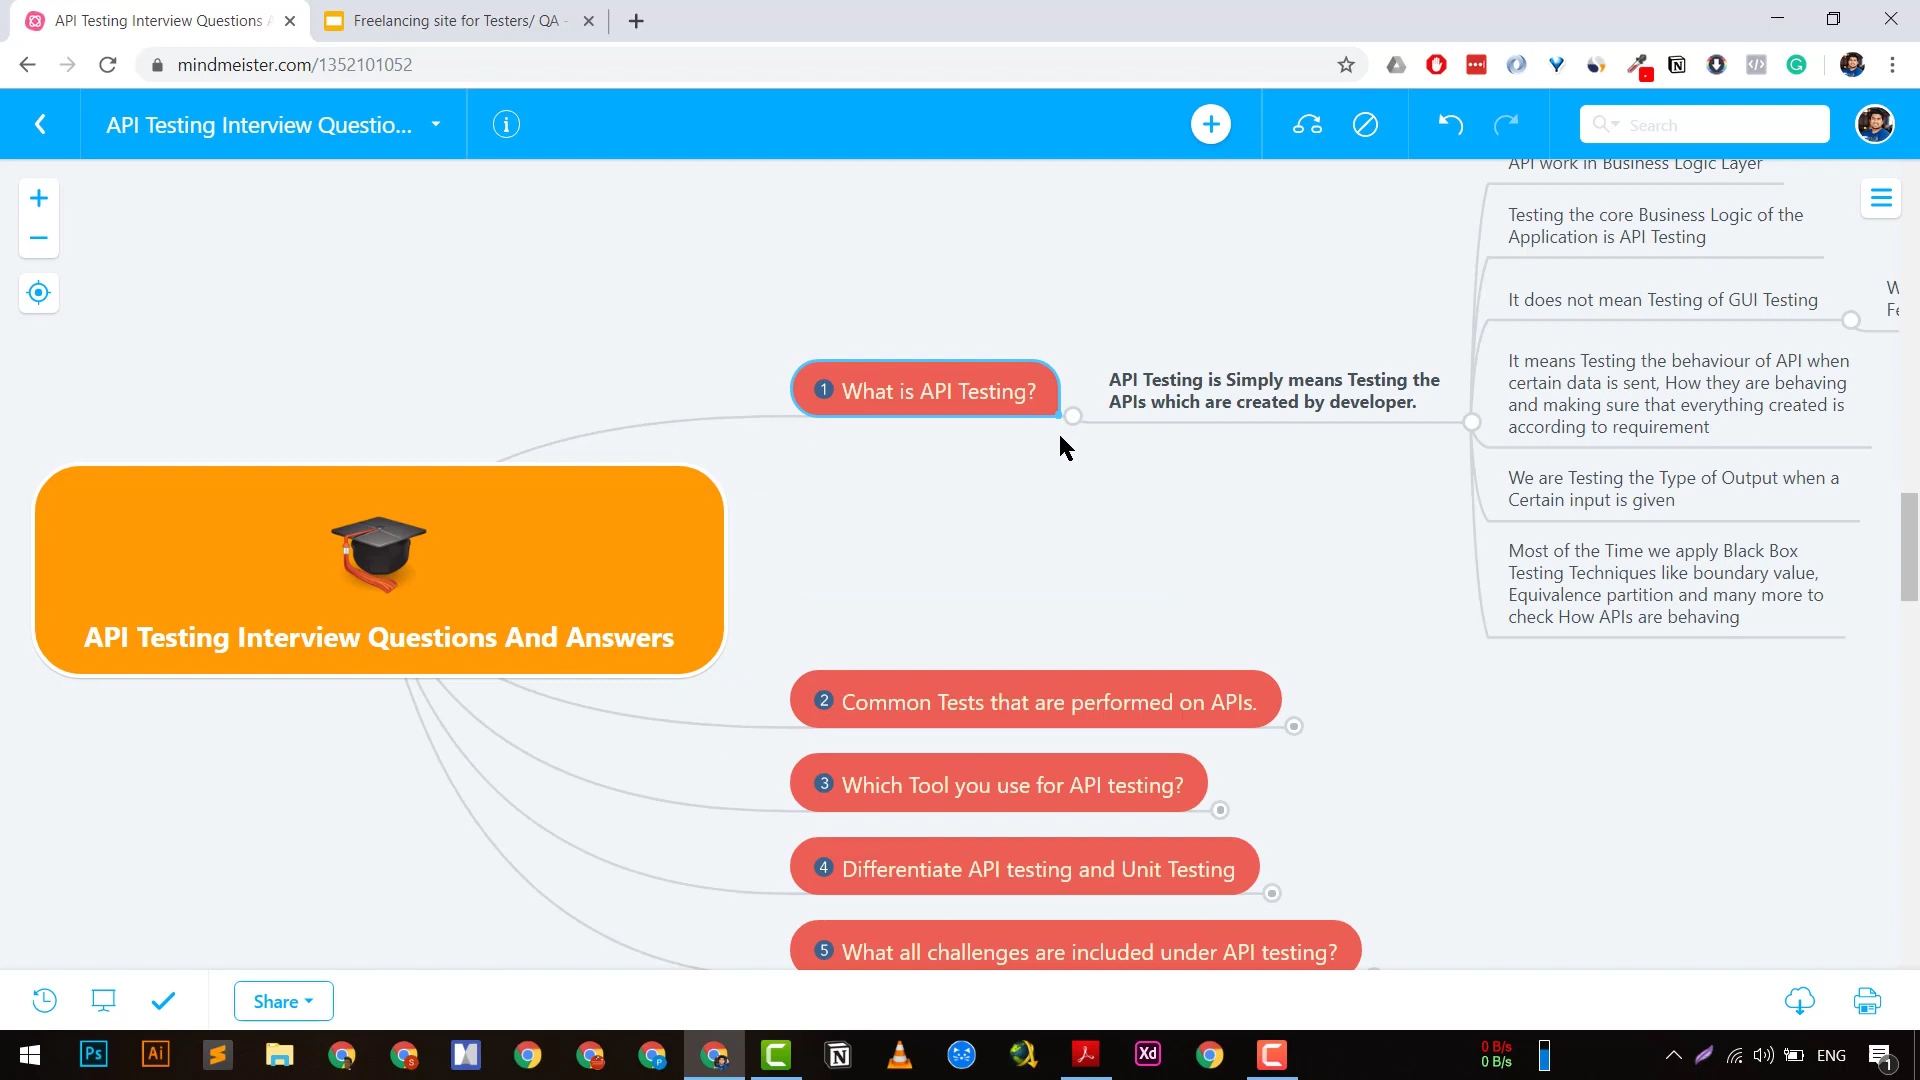 API Testing Interview Questions A
Freelancing site for Testers/ QA -
mindmeister.com/1352101052
API Testing Interview Questio...
Search
API work in Business Logic Layer
Testing the core Business Logic of the
Application is API Testing
It does not mean Testing of GUI Testing
W
Fe
It means Testing the behaviour of API when
certain data is sent, How they are behaving
and making sure that everything created is
according to requirement
We are Testing the Type of Output when a
Certain input is given
Most of the Time we apply Black Box
Testing Techniques like boundary value,
Equivalence partition and many more to
check How APIs are behaving
1 What is API Testing?
API Testing is Simply means Testing the
APIs which are created by developer.
API Testing Interview Questions And Answers
2 Common Tests that are performed on APIs.
3 Which Tool you use for API testing?
4 Differentiate API testing and Unit Testing
5 What all challenges are included under API testing?
Share
Ps
Ai
Xd
0 B/s
0 B/s
ENG
1